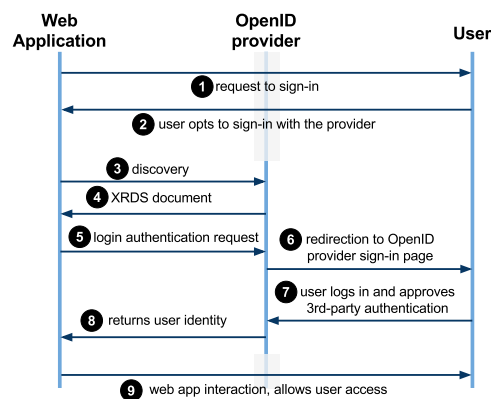 Web
Application
OpenID
provider
User
1 request to sign-in
2 user opts to sign-in with the provider
3 discovery
4 XRDS document
5 login authentication request
6 redirection to OpenID
provider sign-in page
7 user logs in and approves
3rd-party authentication
8 returns user identity
9 web app interaction, allows user access